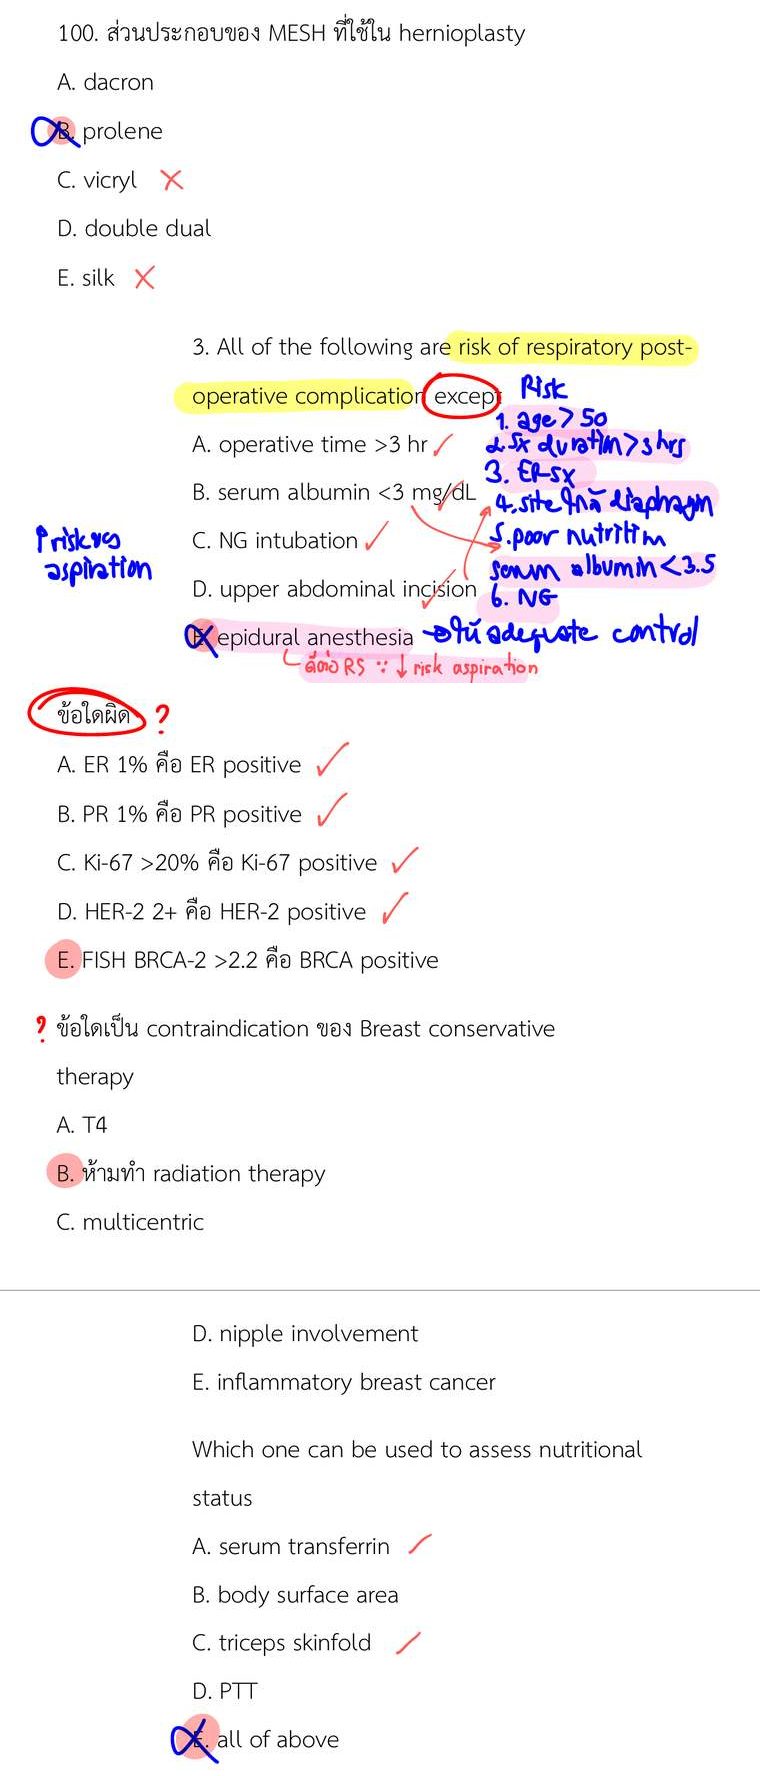 100. ส่วนประกอบของ MESH ที่ใช้ใน hernioplasty
A. dacron
B. prolene
C. vicryl
D. double dual
E. silk
3. All of the following are risk of respiratory post-
operative complication except
Risk
1. age > 50
A. operative time >3 hr
2. Sx duration > 3 hrs
3. ER-SX
B. serum albumin <3 mg/dL
4. site ใกล้ diaphragm
C. NG intubation
5. poor nutrition
↑ risk ของ
aspiration
serum albumin < 3.5
D. upper abdominal incision
6. NG
E. epidural anesthesia → adequate control
ดีต่อ RS ∵ ↓ risk aspiration
ข้อใดผิด ?
A. ER 1% คือ ER positive
B. PR 1% คือ PR positive
C. Ki-67 >20% คือ Ki-67 positive
D. HER-2 2+ คือ HER-2 positive
E. FISH BRCA-2 >2.2 คือ BRCA positive
? ข้อใดเป็น contraindication ของ Breast conservative
therapy
A. T4
B. ห้ามทำ radiation therapy
C. multicentric
D. nipple involvement
E. inflammatory breast cancer
Which one can be used to assess nutritional
status
A. serum transferrin
B. body surface area
C. triceps skinfold
D. PTT
E. all of above